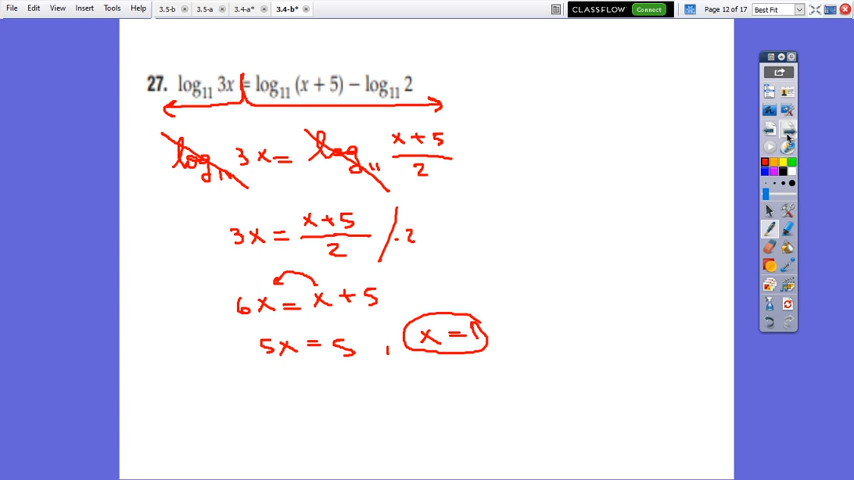 File Edit View Insert Tools Help 3.5-b 3.5-a 3.4-a* 3.4-b* CLASSFLOW Connect Page 12 of 17 Best Fit
27. log₁₁ 3x = log₁₁ (x + 5) − log₁₁ 2
log₁₁ 3x = log₁₁ (x+5)/2
3x = (x+5)/2 /.2
6x = x + 5
5x = 5 , x = 1